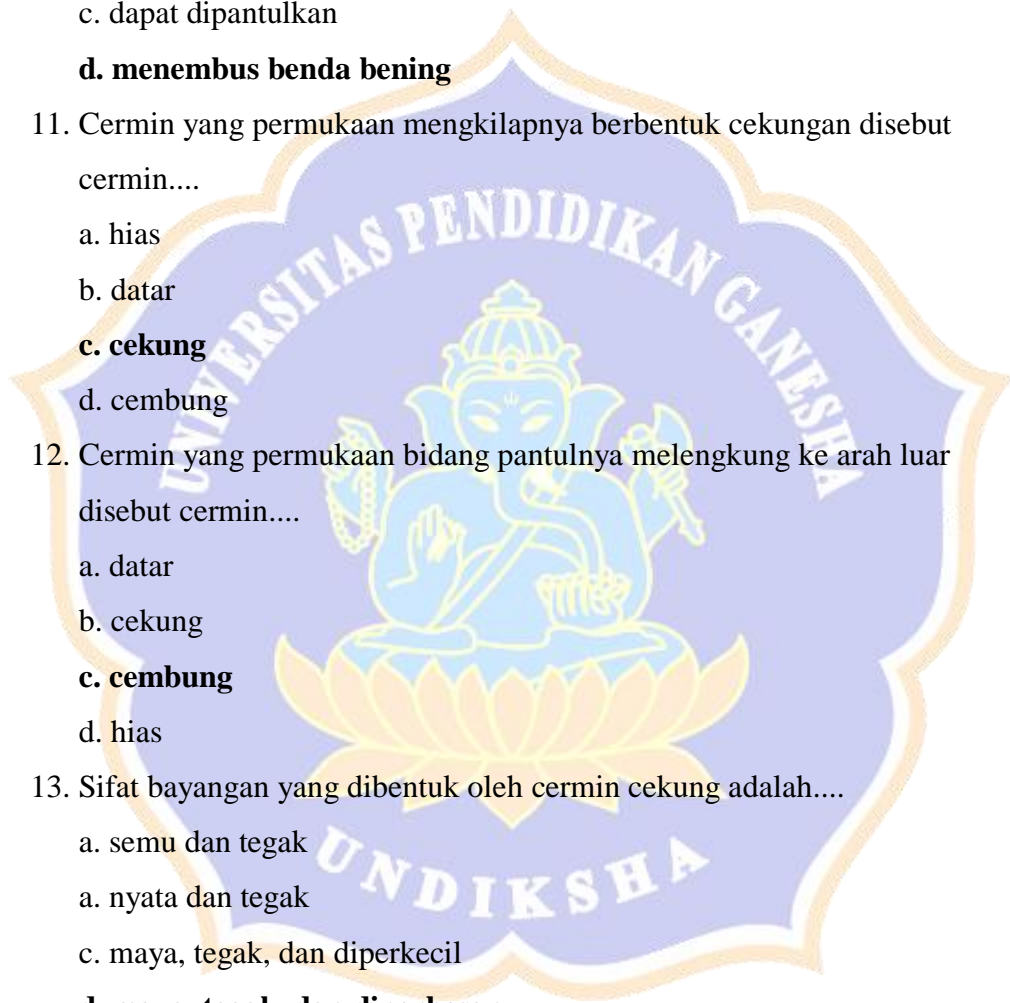 c. dapat dipantulkan
d. menembus benda bening
11. Cermin yang permukaan mengkilapnya berbentuk cekungan disebut
cermin....
a. hias
b. datar
c. cekung
d. cembung
12. Cermin yang permukaan bidang pantulnya melengkung ke arah luar
disebut cermin....
a. datar
b. cekung
c. cembung
d. hias
13. Sifat bayangan yang dibentuk oleh cermin cekung adalah....
a. semu dan tegak
a. nyata dan tegak
c. maya, tegak, dan diperkecil
UNIVERSITAS PENDIDIKAN GANESHA
UNDIKSHA